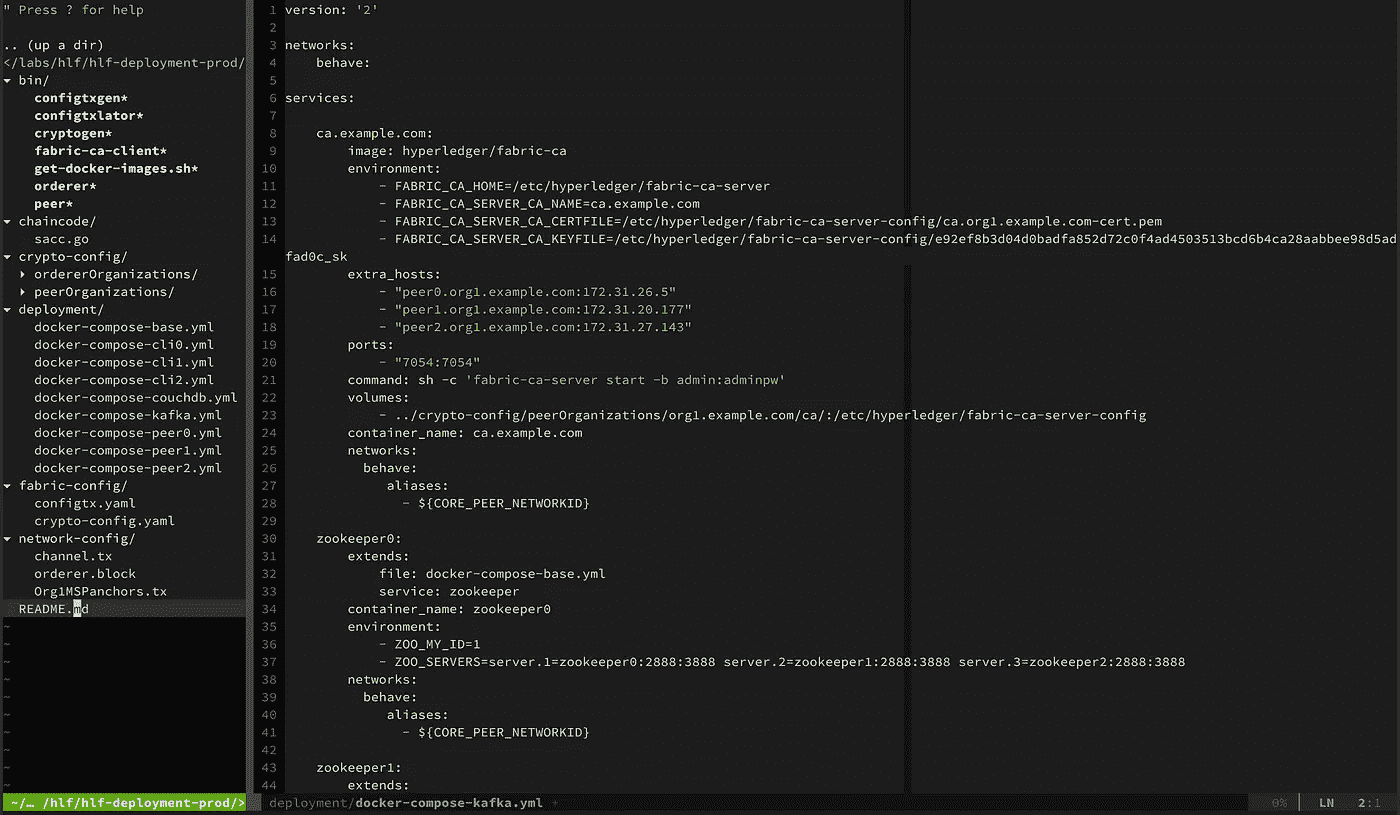 " Press ? for help
.. (up a dir)
</labs/hlf/hlf-deployment-prod/
▾ bin/
configtxgen*
configtxlator*
cryptogen*
fabric-ca-client*
get-docker-images.sh*
orderer*
peer*
▾ chaincode/
sacc.go
▾ crypto-config/
▸ ordererOrganizations/
▸ peerOrganizations/
▾ deployment/
docker-compose-base.yml
docker-compose-cli0.yml
docker-compose-cli1.yml
docker-compose-cli2.yml
docker-compose-couchdb.yml
docker-compose-kafka.yml
docker-compose-peer0.yml
docker-compose-peer1.yml
docker-compose-peer2.yml
▾ fabric-config/
configtx.yaml
crypto-config.yaml
▾ network-config/
channel.tx
orderer.block
Org1MSPanchors.tx
README.md
~
~
~
~
~
~
~
~
~
~
~/… /hlf/hlf-deployment-prod/>
1 version: '2'
2
3 networks:
4     behave:
5
6 services:
7
8     ca.example.com:
9         image: hyperledger/fabric-ca
10         environment:
11             - FABRIC_CA_HOME=/etc/hyperledger/fabric-ca-server
12             - FABRIC_CA_SERVER_CA_NAME=ca.example.com
13             - FABRIC_CA_SERVER_CA_CERTFILE=/etc/hyperledger/fabric-ca-server-config/ca.org1.example.com-cert.pem
14             - FABRIC_CA_SERVER_CA_KEYFILE=/etc/hyperledger/fabric-ca-server-config/e92ef8b3d04d0badfa852d72c0f4ad4503513bcd6b4ca28aabbee98d5ad
fad0c_sk
15         extra_hosts:
16             - "peer0.org1.example.com:172.31.26.5"
17             - "peer1.org1.example.com:172.31.20.177"
18             - "peer2.org1.example.com:172.31.27.143"
19         ports:
20             - "7054:7054"
21         command: sh -c 'fabric-ca-server start -b admin:adminpw'
22         volumes:
23             - ../crypto-config/peerOrganizations/org1.example.com/ca/:/etc/hyperledger/fabric-ca-server-config
24         container_name: ca.example.com
25         networks:
26           behave:
27              aliases:
28                - ${CORE_PEER_NETWORKID}
29
30     zookeeper0:
31         extends:
32             file: docker-compose-base.yml
33             service: zookeeper
34         container_name: zookeeper0
35         environment:
36             - ZOO_MY_ID=1
37             - ZOO_SERVERS=server.1=zookeeper0:2888:3888 server.2=zookeeper1:2888:3888 server.3=zookeeper2:2888:3888
38         networks:
39           behave:
40              aliases:
41                - ${CORE_PEER_NETWORKID}
42
43     zookeeper1:
44         extends:
deployment/docker-compose-kafka.yml + 0% LN 2:1